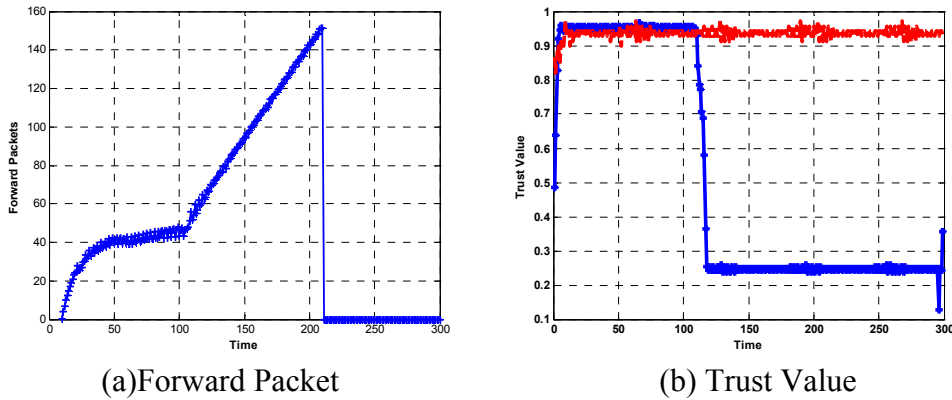 160
140
120
100
80
60
40
20
0
Forward Packets
0 50 100 150 200 250 300
Time
(a)Forward Packet
1
0.9
0.8
0.7
0.6
0.5
0.4
0.3
0.2
0.1
Trust Value
0 50 100 150 200 250 300
Time
(b) Trust Value